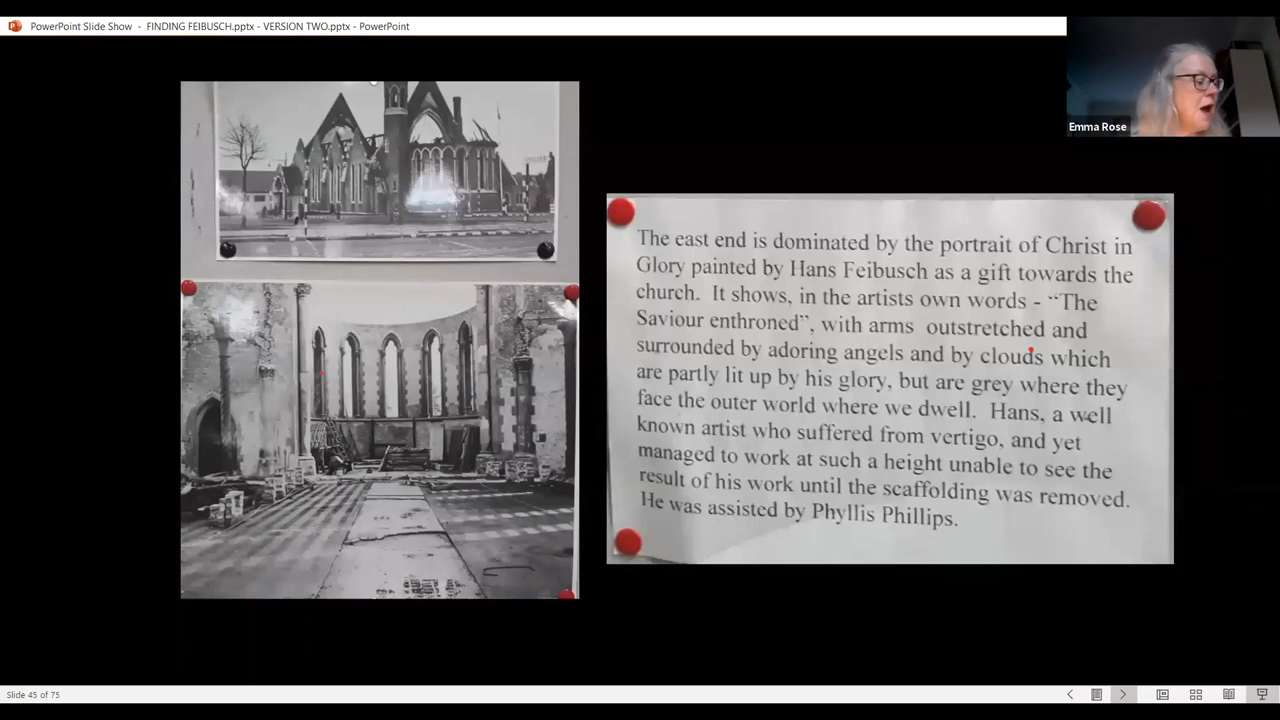 PowerPoint Slide Show - FINDING FEIBUSCH.pptx - VERSION TWO.pptx - PowerPoint
Emma Rose
The east end is dominated by the portrait of Christ in
Glory painted by Hans Feibusch as a gift towards the
church. It shows, in the artists own words - “The
Saviour enthroned”, with arms outstretched and
surrounded by adoring angels and by clouds which
are partly lit up by his glory, but are grey where they
face the outer world where we dwell. Hans, a well
known artist who suffered from vertigo, and yet
managed to work at such a height unable to see the
result of his work until the scaffolding was removed.
He was assisted by Phyllis Phillips.
Slide 45 of 75